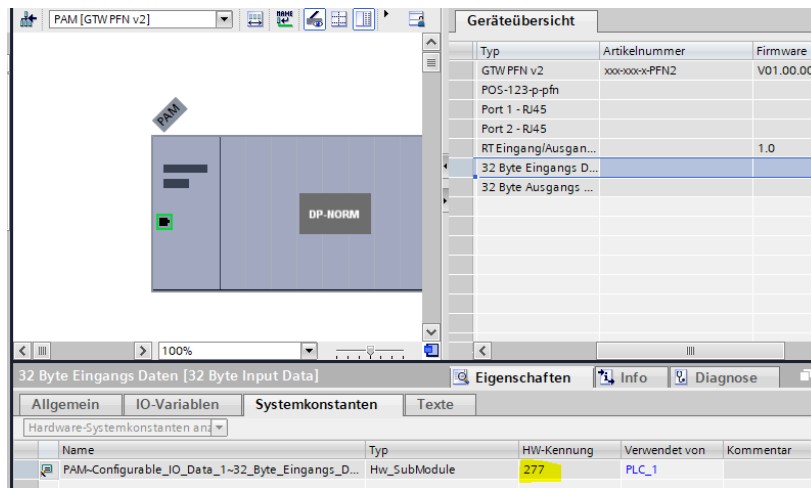 PAM [GTW PFN v2]
Geräteübersicht
Typ Artikelnummer Firmware
GTW PFN v2 xxx-xxx-x-PFN2 V01.00.00
POS-123-p-pfn
Port 1 - RJ45
Port 2 - RJ45
RT Eingang/Ausgan... 1.0
32 Byte Eingangs D...
32 Byte Ausgangs ...
PAM
DP-NORM
100%
32 Byte Eingangs Daten [32 Byte Input Data]
Eigenschaften Info Diagnose
Allgemein IO-Variablen Systemkonstanten Texte
Hardware-Systemkonstanten anz
Name Typ HW-Kennung Verwendet von Kommentar
PAM~Configurable_IO_Data_1~32_Byte_Eingangs_D... Hw_SubModule 277 PLC_1